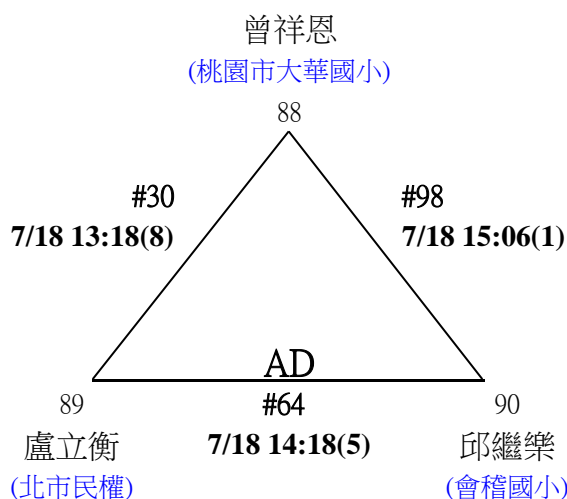 曾祥恩
(桃園市大華國小)
88
#30
7/18 13:18(8)
#98
7/18 15:06(1)
AD
89
#64
90
盧立衡
7/18 14:18(5)
邱繼樂
(北市民權)
(會稽國小)